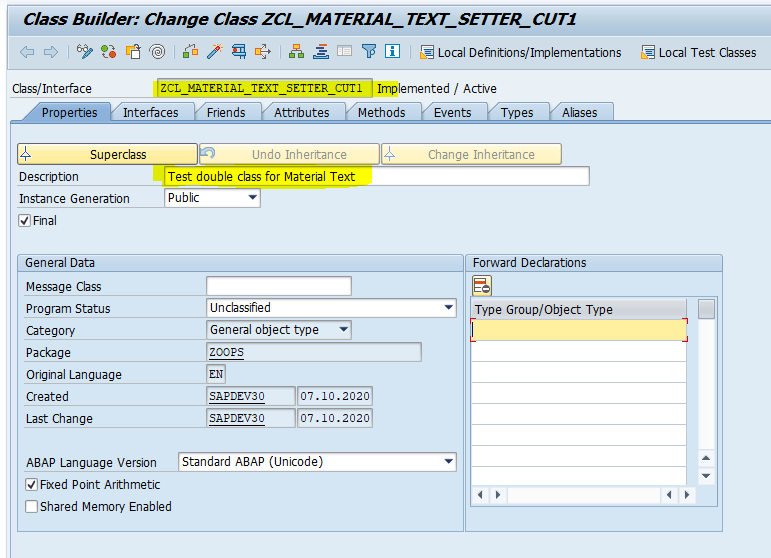 Class Builder: Change Class ZCL_MATERIAL_TEXT_SETTER_CUT1
Local Definitions/Implementations Local Test Classes
Class/Interface ZCL_MATERIAL_TEXT_SETTER_CUT1 Implemented / Active
Properties Interfaces Friends Attributes Methods Events Types Aliases
Superclass Undo Inheritance Change Inheritance
Description Test double class for Material Text
Instance Generation Public
Final
General Data
Message Class
Program Status Unclassified
Category General object type
Package ZOOPS
Original Language EN
Created SAPDEV30 07.10.2020
Last Change SAPDEV30 07.10.2020
ABAP Language Version Standard ABAP (Unicode)
Fixed Point Arithmetic
Shared Memory Enabled
Forward Declarations
Type Group/Object Type